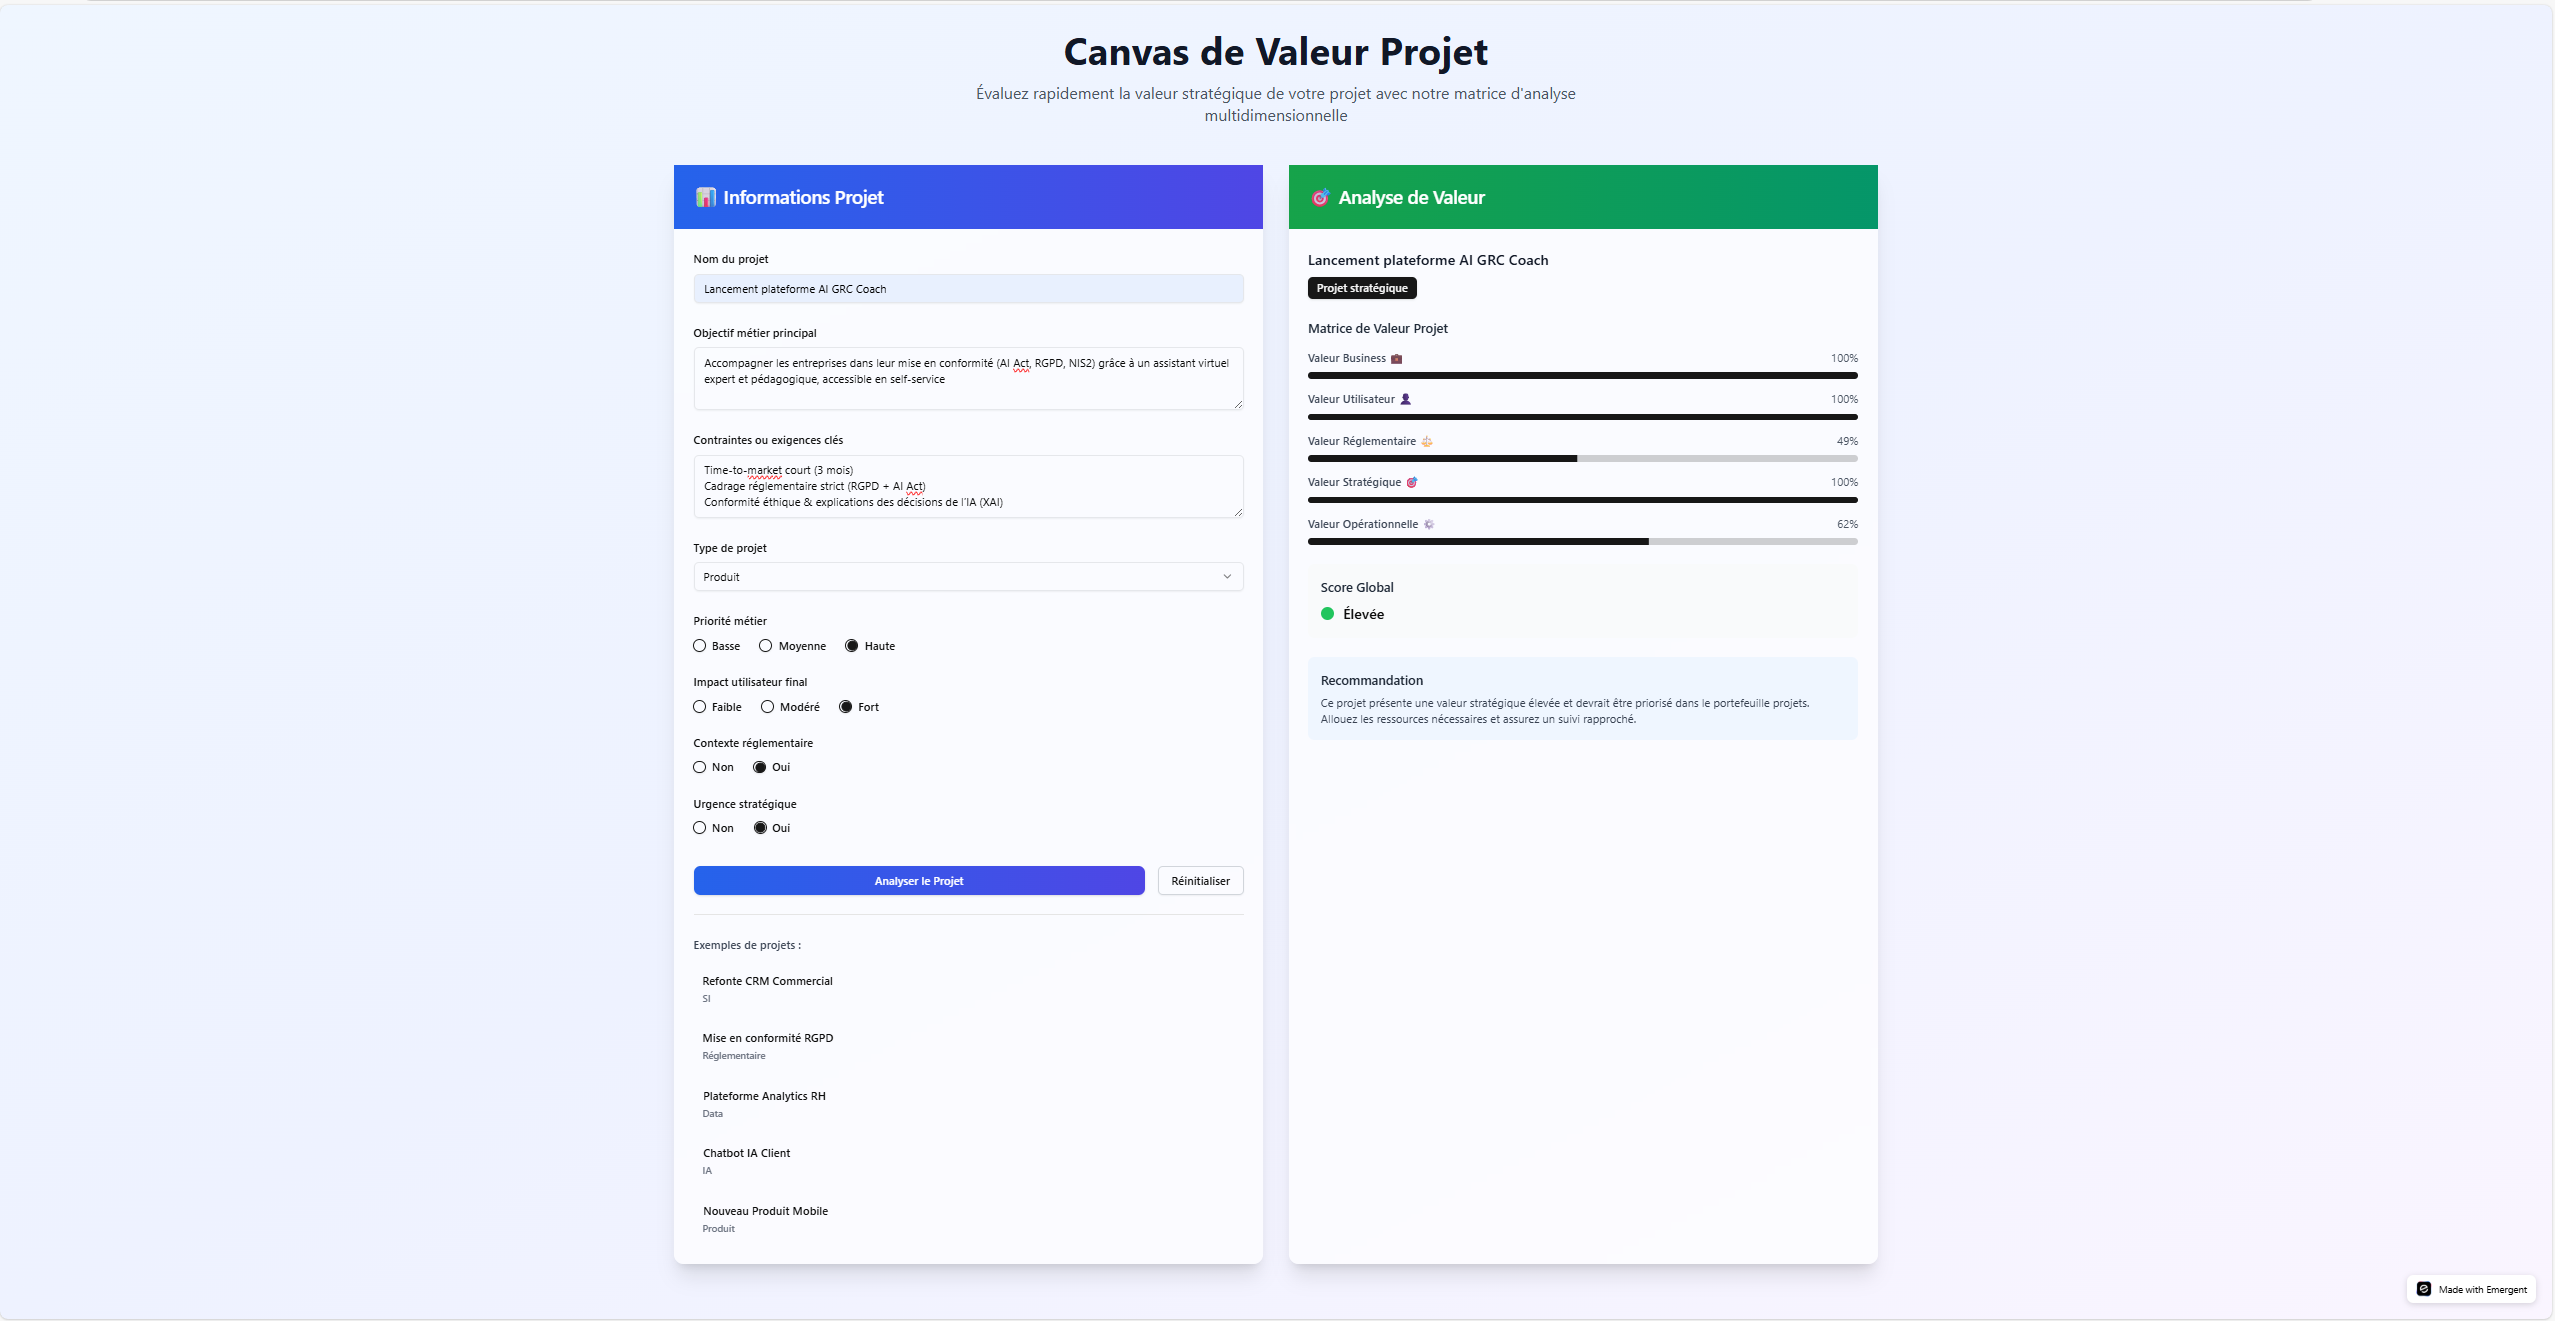 Canvas de Valeur Projet
Évaluez rapidement la valeur stratégique de votre projet avec notre matrice d'analyse
multidimensionnelle
Informations Projet
Nom du projet
Lancement plateforme AI GRC Coach
Objectif métier principal
Accompagner les entreprises dans leur mise en conformité (AI Act, RGPD, NIS2) grâce à un assistant virtuel
expert et pédagogique, accessible en self-service
Contraintes ou exigences clés
Time-to-market court (3 mois)
Cadrage réglementaire strict (RGPD + AI Act)
Conformité éthique & explications des décisions de l'IA (XAI)
Type de projet
Produit
Priorité métier
Basse Moyenne Haute
Impact utilisateur final
Faible Modéré Fort
Contexte réglementaire
Non Oui
Urgence stratégique
Non Oui
Analyser le Projet Réinitialiser
Exemples de projets :
Refonte CRM Commercial
SI
Mise en conformité RGPD
Réglementaire
Plateforme Analytics RH
Data
Chatbot IA Client
IA
Nouveau Produit Mobile
Produit
Analyse de Valeur
Lancement plateforme AI GRC Coach
Projet stratégique
Matrice de Valeur Projet
Valeur Business 100%
Valeur Utilisateur 100%
Valeur Réglementaire 49%
Valeur Stratégique 100%
Valeur Opérationnelle 62%
Score Global
Élevée
Recommandation
Ce projet présente une valeur stratégique élevée et devrait être priorisé dans le portefeuille projets.
Allouez les ressources nécessaires et assurez un suivi rapproché.
Made with Emergent